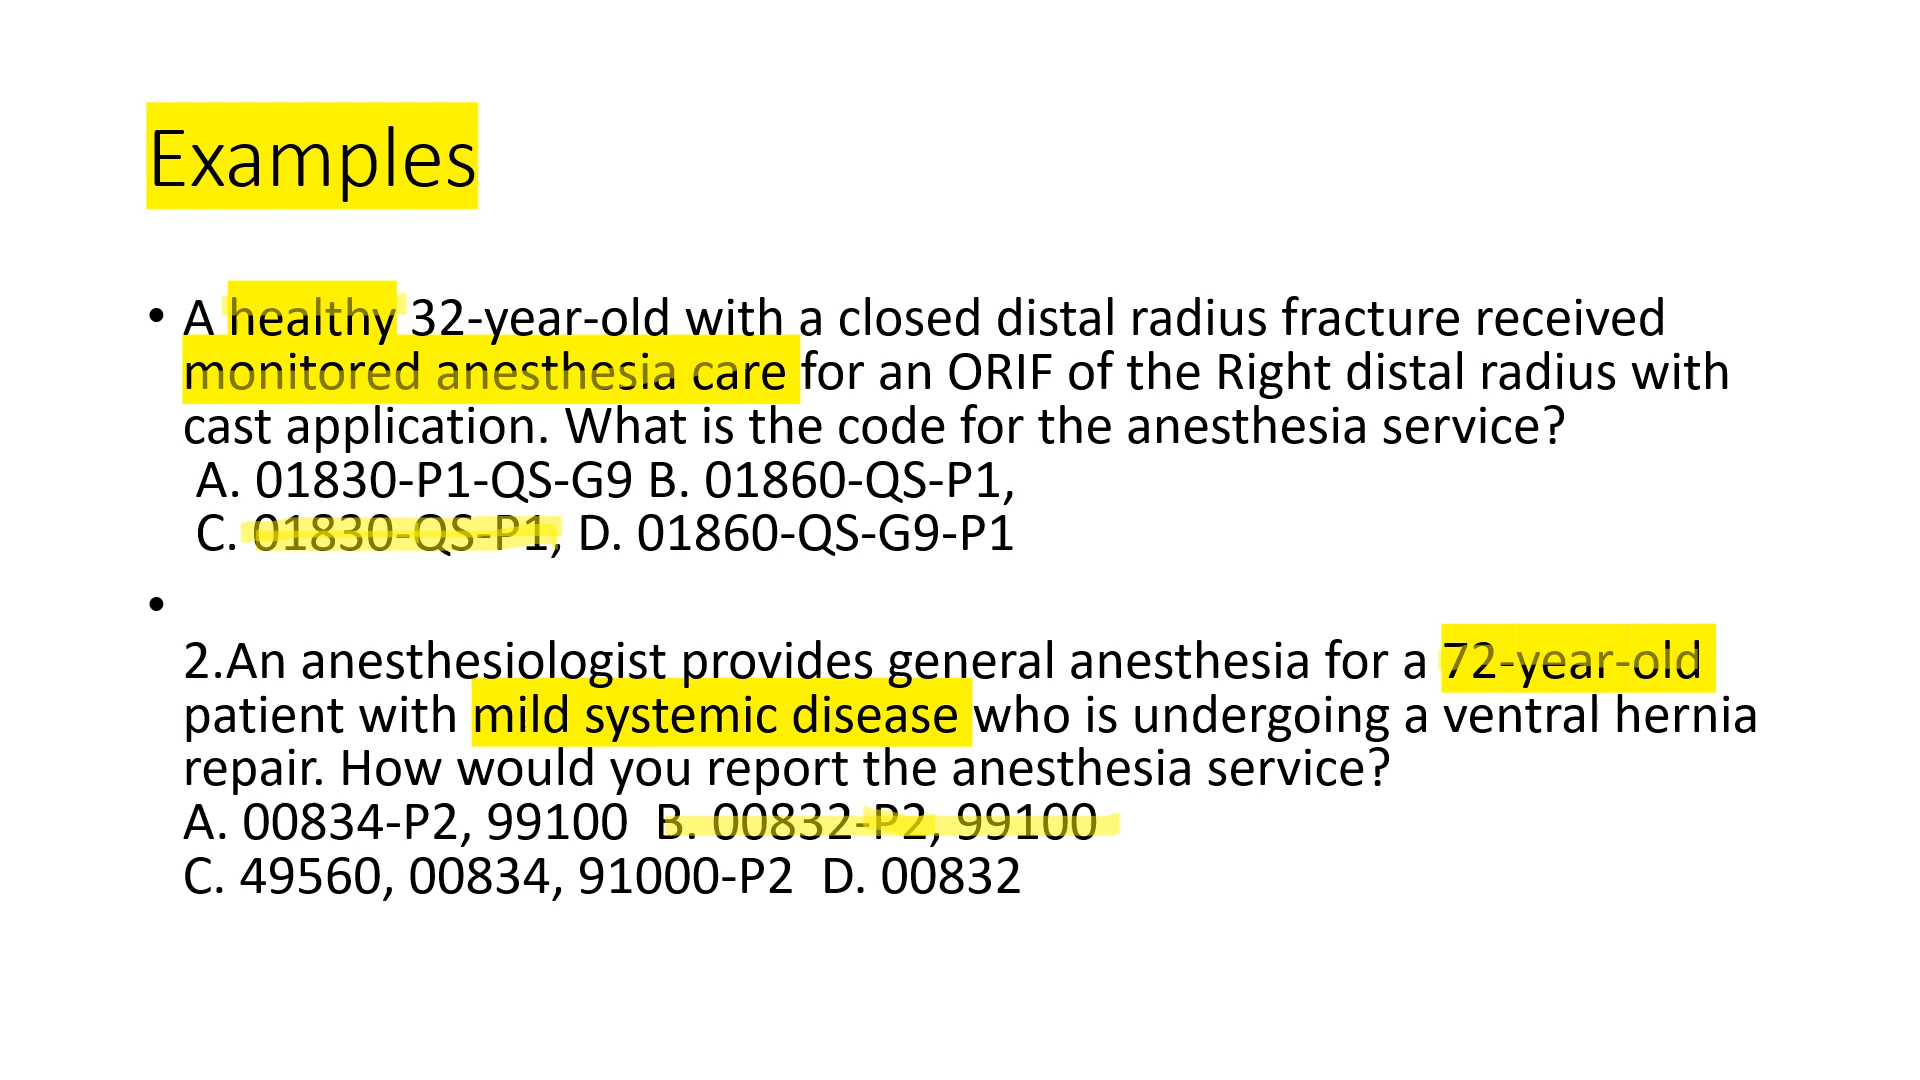 Examples
• A healthy 32-year-old with a closed distal radius fracture received
monitored anesthesia care for an ORIF of the Right distal radius with
cast application. What is the code for the anesthesia service?
A. 01830-P1-QS-G9 B. 01860-QS-P1,
C. 01830-QS-P1, D. 01860-QS-G9-P1
•
2.An anesthesiologist provides general anesthesia for a 72-year-old
patient with mild systemic disease who is undergoing a ventral hernia
repair. How would you report the anesthesia service?
A. 00834-P2, 99100 B. 00832-P2, 99100
C. 49560, 00834, 91000-P2 D. 00832